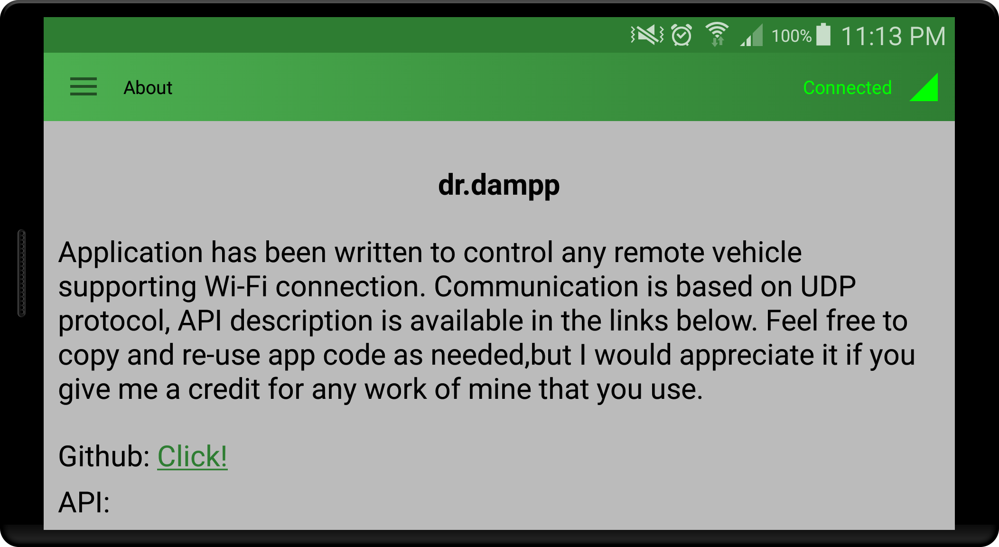 100% 11:13 PM
About Connected
dr.dampp
Application has been written to control any remote vehicle
supporting Wi-Fi connection. Communication is based on UDP
protocol, API description is available in the links below. Feel free to
copy and re-use app code as needed,but I would appreciate it if you
give me a credit for any work of mine that you use.
Github: Click!
API: